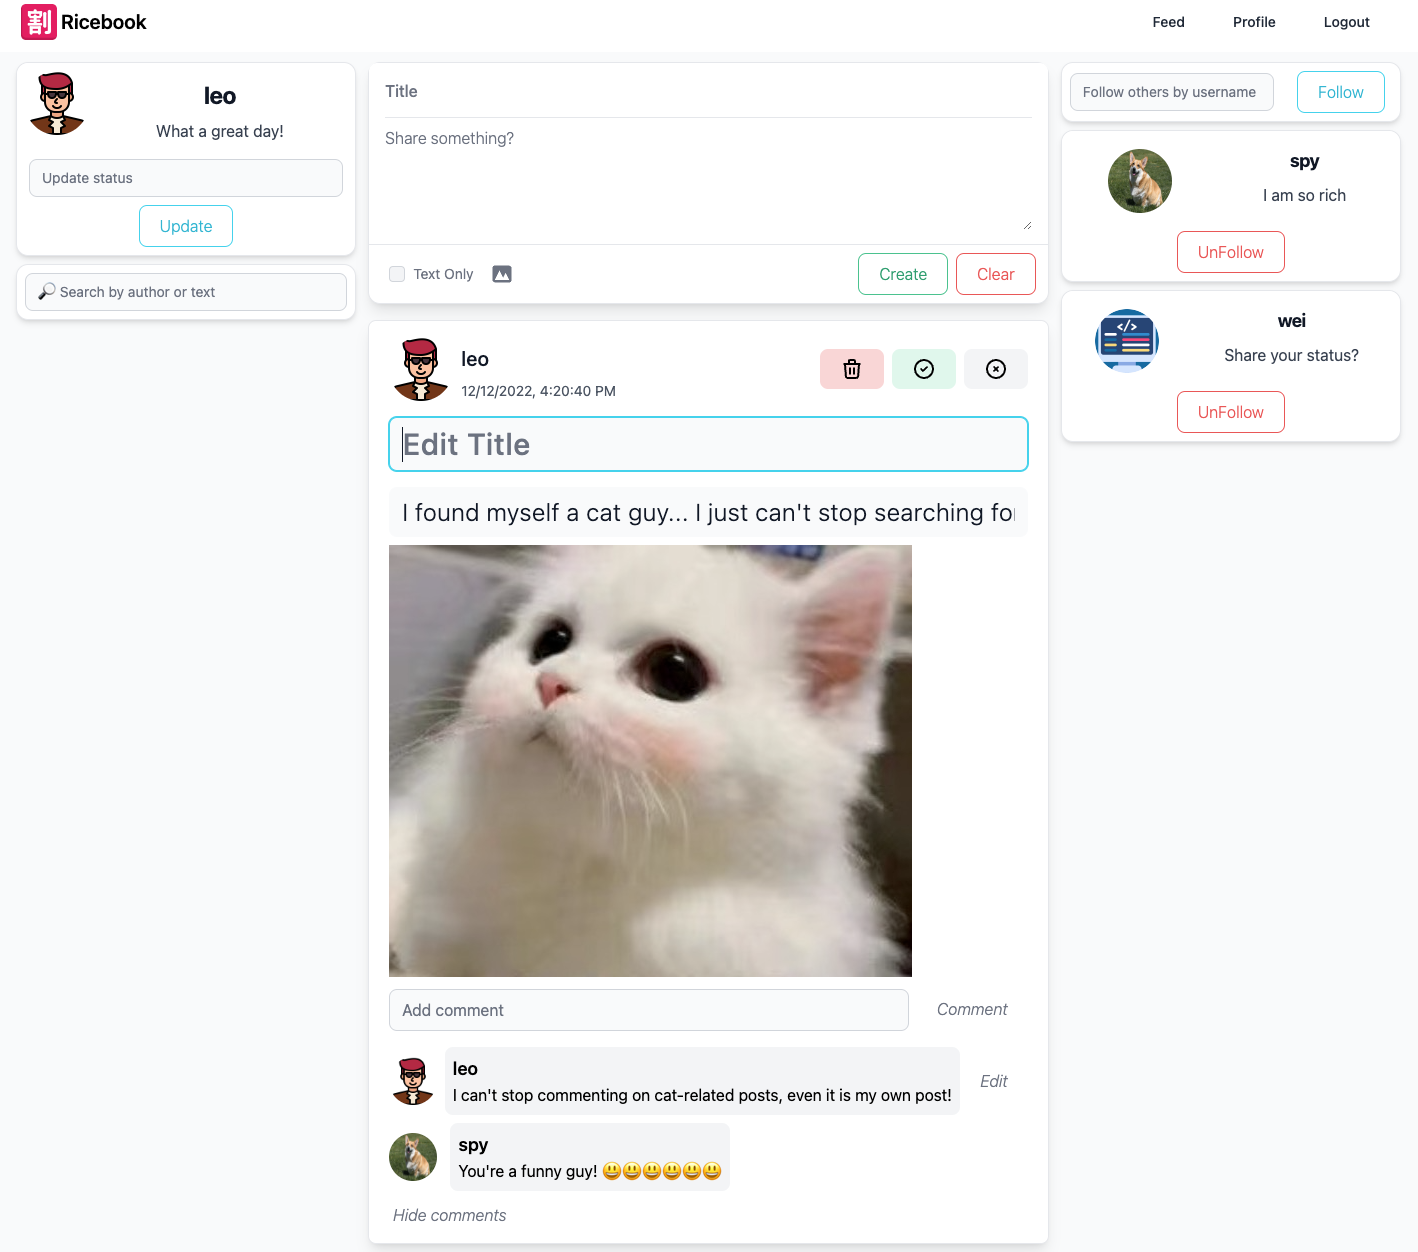 割 Ricebook
Feed Profile Logout
leo
What a great day!
Update status
Update
🔎 Search by author or text
Title
Share something?
Text Only
Create Clear
leo
12/12/2022, 4:20:40 PM
Edit Title
I found myself a cat guy... I just can't stop searching for
Add comment Comment
leo
I can't stop commenting on cat-related posts, even it is my own post!
Edit
spy
You're a funny guy! 😃😃😃😃😃😃
Hide comments
Follow others by username Follow
spy
I am so rich
UnFollow
</>
wei
Share your status?
UnFollow